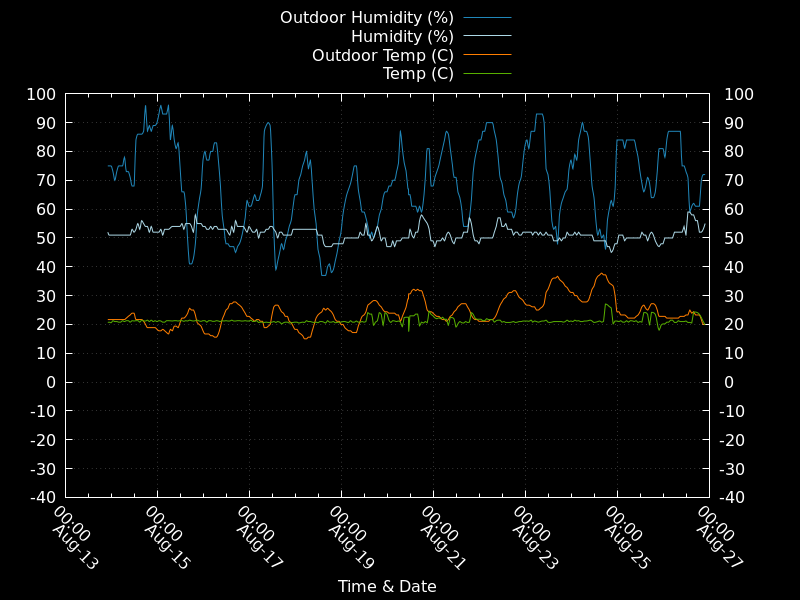 Outdoor Humidity (%)
Humidity (%)
Outdoor Temp (C)
Temp (C)
100 100
90 90
80 80
70 70
60 60
50 50
40 40
30 30
20 20
10 10
0 0
-10 -10
-20 -20
-30 -30
-40 -40
00:00 00:00 00:00 00:00 00:00 00:00 00:00 00:00
Aug-13 Aug-15 Aug-17 Aug-19 Aug-21 Aug-23 Aug-25 Aug-27
Time & Date